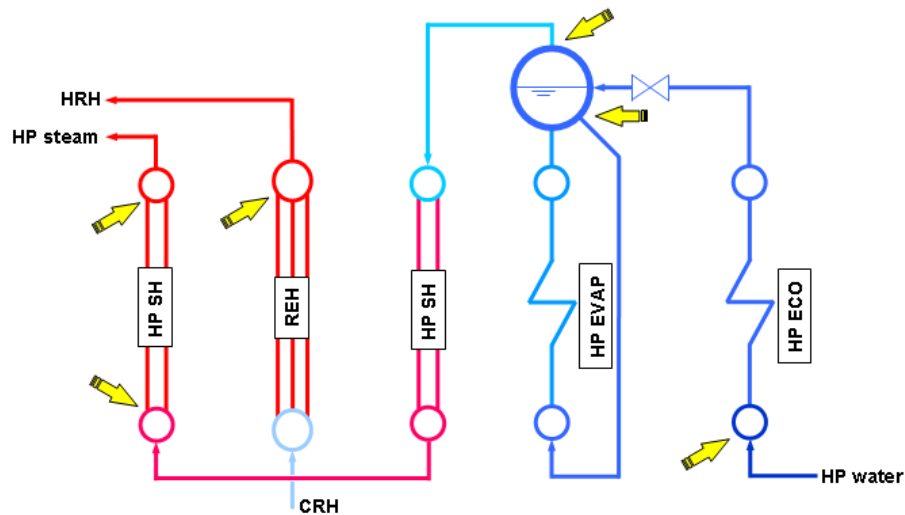 HRH
HP steam
HP SH
REH
HP SH
HP EVAP
HP ECO
HP water
CRH